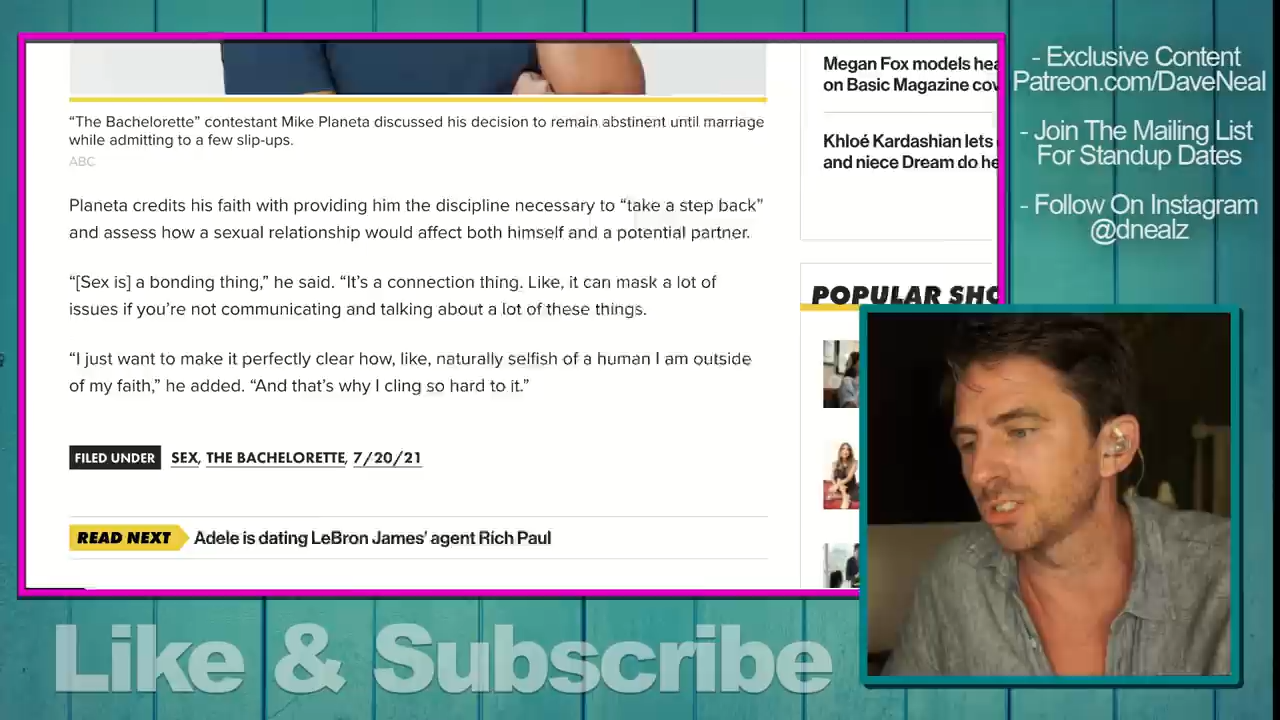 “The Bachelorette” contestant Mike Planeta discussed his decision to remain abstinent until marriage
while admitting to a few slip-ups.
ABC
Planeta credits his faith with providing him the discipline necessary to “take a step back”
and assess how a sexual relationship would affect both himself and a potential partner.
“[Sex is] a bonding thing,” he said. “It’s a connection thing. Like, it can mask a lot of
issues if you’re not communicating and talking about a lot of these things.
“I just want to make it perfectly clear how, like, naturally selfish of a human I am outside
of my faith,” he added. “And that’s why I cling so hard to it.”
FILED UNDER SEX, THE BACHELORETTE, 7/20/21
READ NEXT Adele is dating LeBron James’ agent Rich Paul
Megan Fox models
on Basic Magazine
Khloé Kardashian lets
and niece Dream do
POPULAR
- Exclusive Content
Patreon.com/DaveNeal
- Join The Mailing List
For Standup Dates
- Follow On Instagram
@dnealz
Like & Subscribe